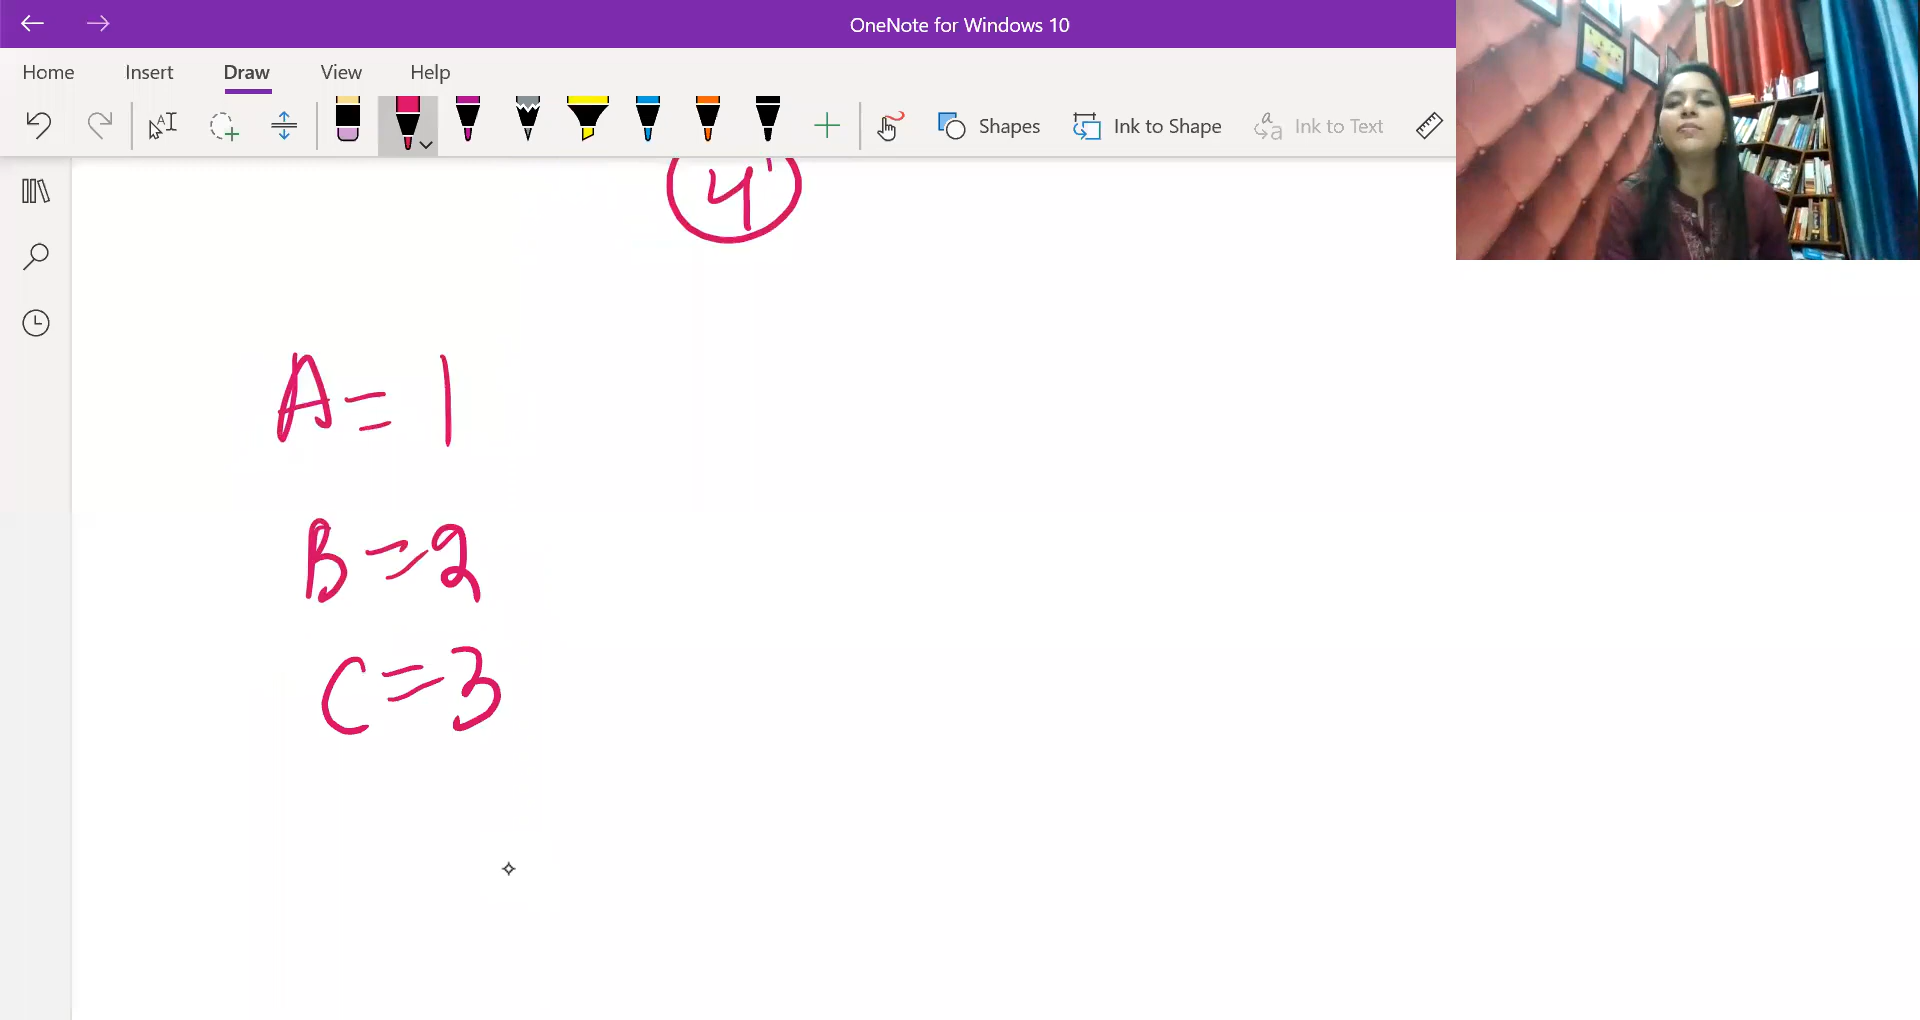 OneNote for Windows 10
Home Insert Draw View Help
Shapes Ink to Shape Ink to Text
4
A = 1
B = 2
C = 3